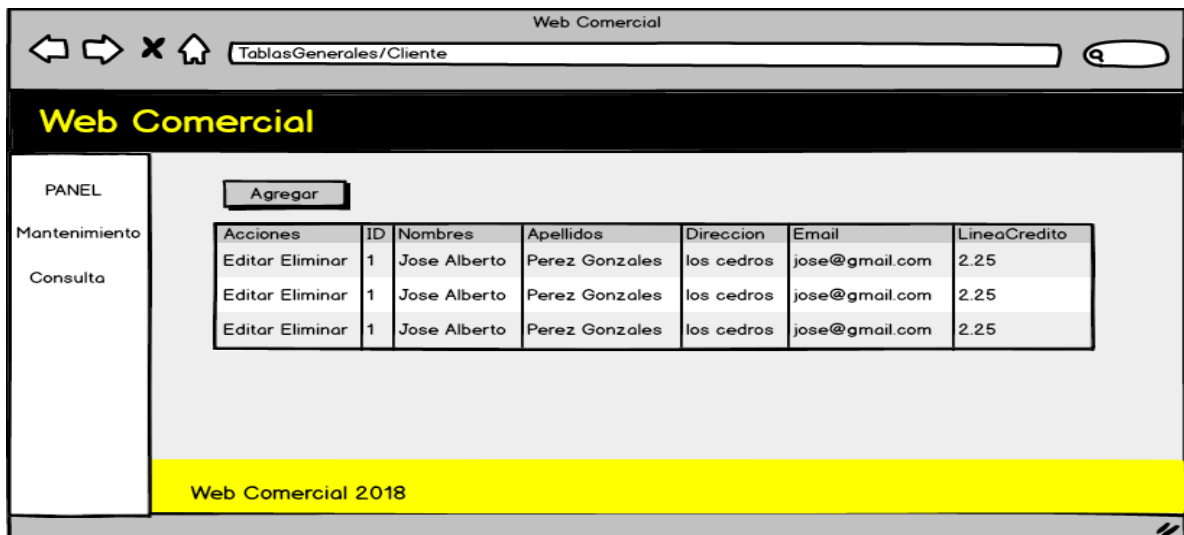 Web Comercial
TablasGenerales/Cliente
Web Comercial
PANEL
Mantenimiento
Consulta
Agregar
Acciones ID Nombres Apellidos Direccion Email LineaCredito
Editar Eliminar 1 Jose Alberto Perez Gonzales los cedros jose@gmail.com 2.25
Editar Eliminar 1 Jose Alberto Perez Gonzales los cedros jose@gmail.com 2.25
Editar Eliminar 1 Jose Alberto Perez Gonzales los cedros jose@gmail.com 2.25
Web Comercial 2018